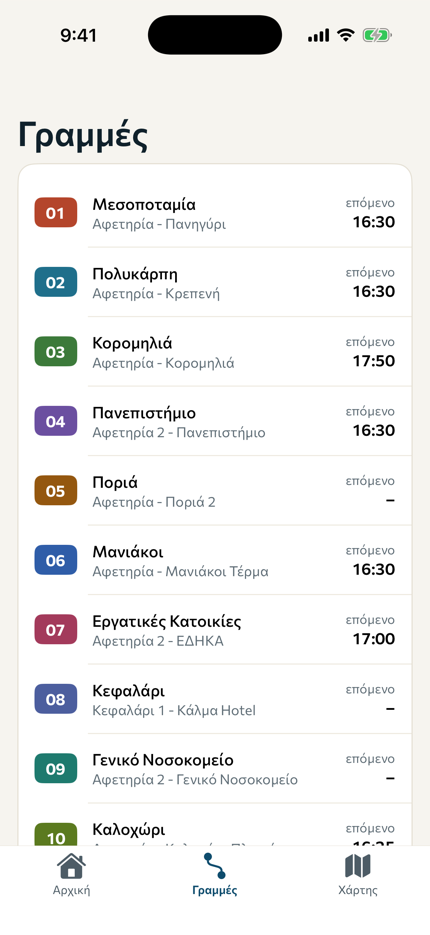 9:41
Γραμμές
01
Μεσοποταμία
Αφετηρία - Πανηγύρι
επόμενο
16:30
02
Πολυκάρπη
Αφετηρία - Κρεπενή
επόμενο
16:30
03
Κορομηλιά
Αφετηρία - Κορομηλιά
επόμενο
17:50
04
Πανεπιστήμιο
Αφετηρία 2 - Πανεπιστήμιο
επόμενο
16:30
05
Ποριά
Αφετηρία - Ποριά 2
επόμενο
–
06
Μανιάκοι
Αφετηρία - Μανιάκοι Τέρμα
επόμενο
16:30
07
Εργατικές Κατοικίες
Αφετηρία 2 - ΕΔΗΚΑ
επόμενο
17:00
08
Κεφαλάρι
Κεφαλάρι 1 - Κάλμα Hotel
επόμενο
–
09
Γενικό Νοσοκομείο
Αφετηρία 2 - Γενικό Νοσοκομείο
επόμενο
–
10
Καλοχώρι
επόμενο
Αρχική
Γραμμές
Χάρτης